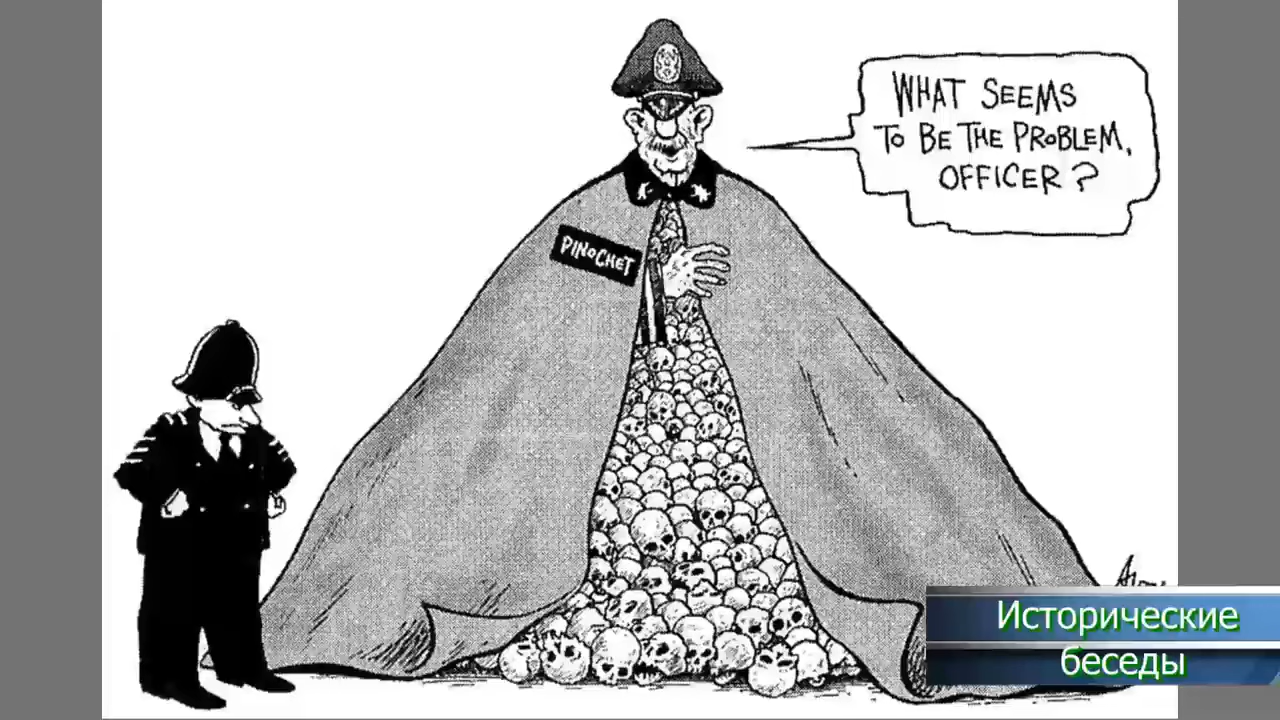 WHAT SEEMS
TO BE THE PROBLEM,
OFFICER?
PINOCHET
Исторические
беседы